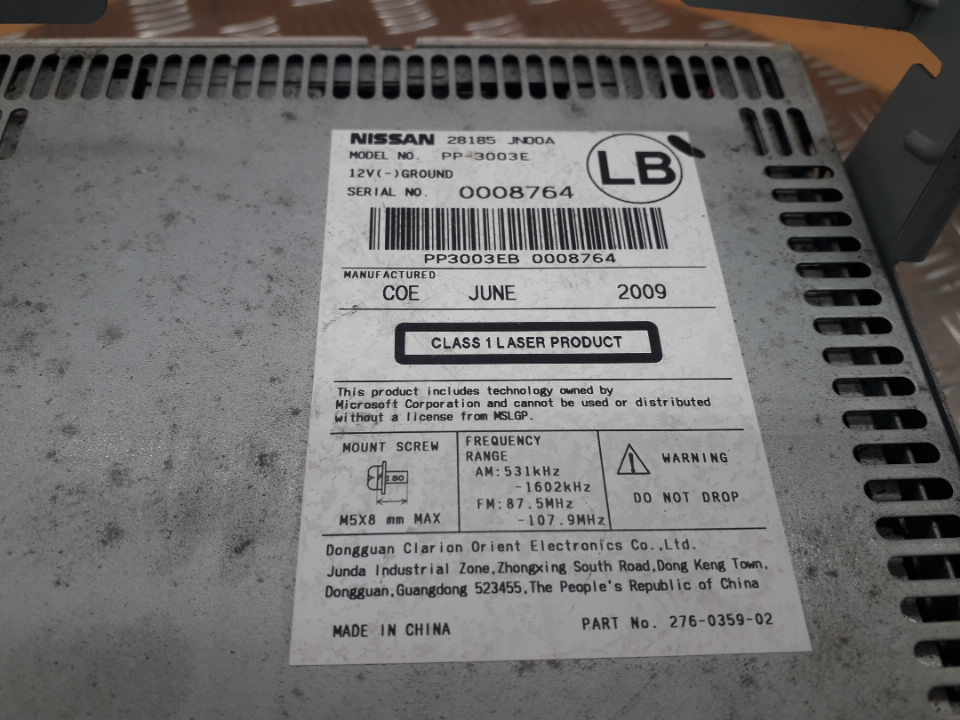 NISSAN 28185 JN00A
MODEL NO. PP-3003E
LB
12V(-)GROUND
SERIAL NO. 0008764
PP3003EB 0008764
MANUFACTURED
COE JUNE 2009
CLASS 1 LASER PRODUCT
This product includes technology owned by
Microsoft Corporation and cannot be used or distributed
without a license from MSLGP.
MOUNT SCREW
ISO
M5X8 mm MAX
FREQUENCY
RANGE
AM:531kHz
-1602kHz
FM:87.5MHz
-107.9MHz
WARNING
DO NOT DROP
Dongguan Clarion Orient Electronics Co.,Ltd.
Junda Industrial Zone,Zhongxing South Road,Dong Keng Town,
Dongguan,Guangdong 523455,The People's Republic of China
MADE IN CHINA
PART No. 276-0359-02